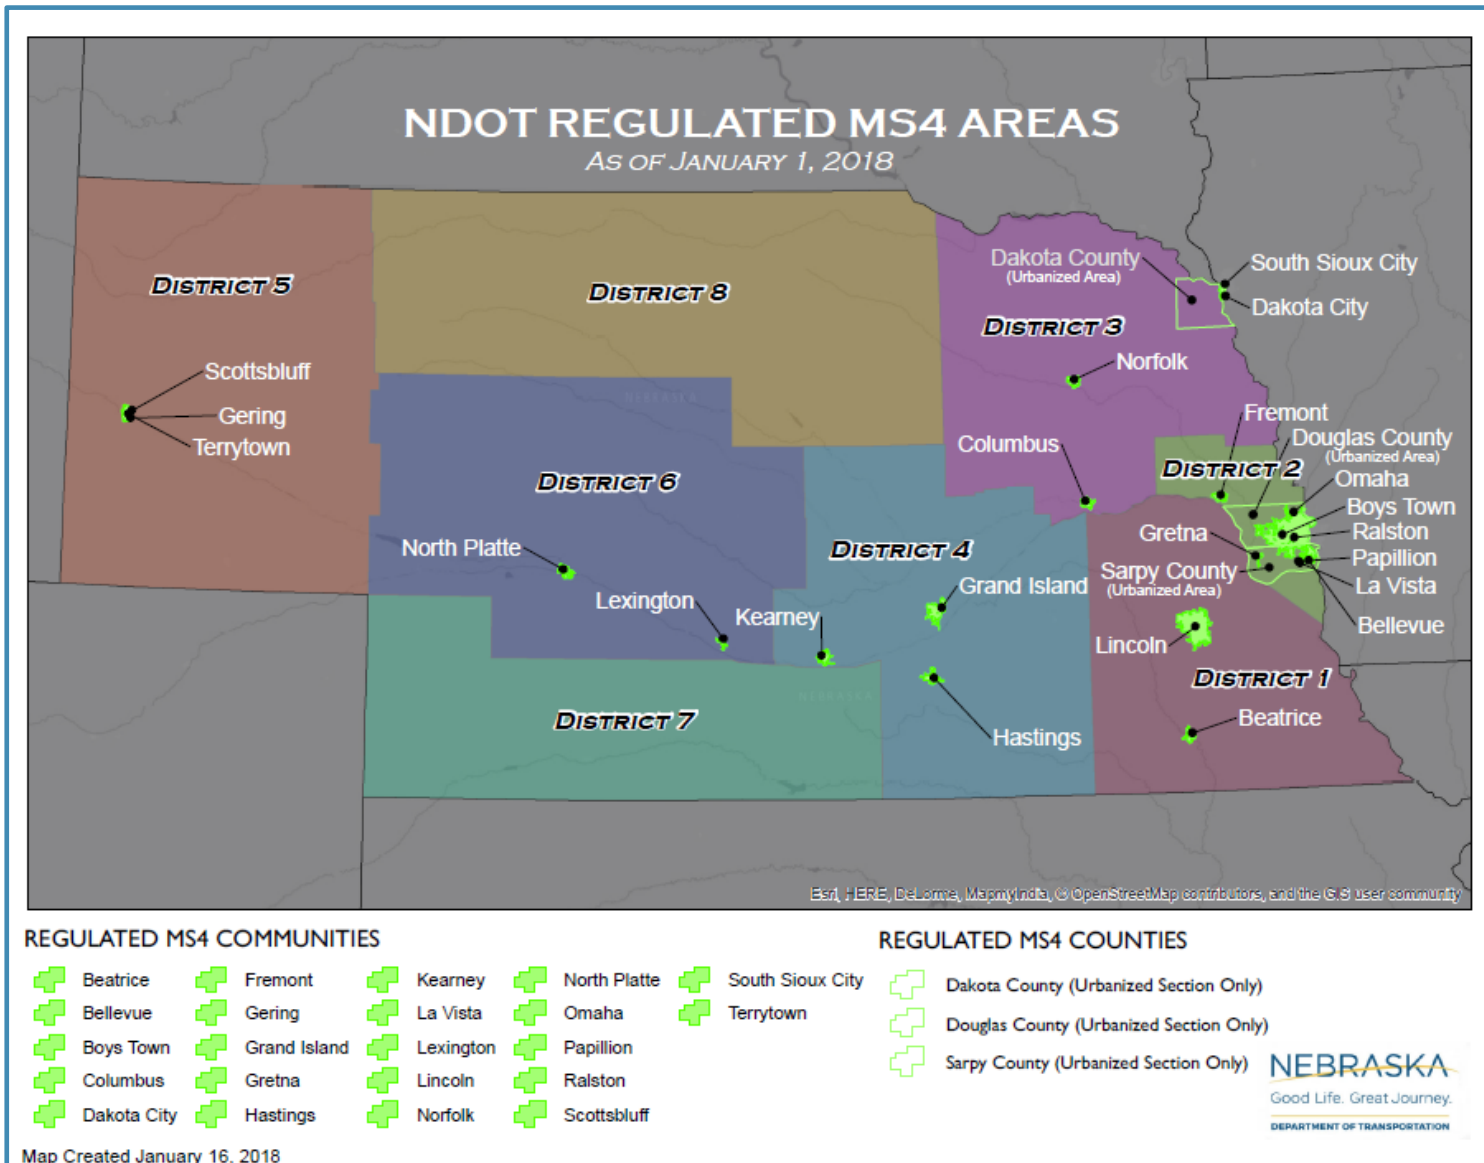 NDOT REGULATED MS4 AREAS
AS OF JANUARY 1, 2018
Dakota County
(Urbanized Area)
South Sioux City
Dakota City
DISTRICT 5
DISTRICT 8
DISTRICT 3
Scottsbluff
Gering
Terrytown
Norfolk
NEBRASKA
Fremont
Douglas County
(Urbanized Area)
Columbus
DISTRICT 2
Omaha
DISTRICT 6
Boys Town
Gretna
Ralston
North Platte
DISTRICT 4
Papillion
Sarpy County
(Urbanized Area)
La Vista
Grand Island
Lexington
Kearney
Bellevue
Lincoln
DISTRICT 1
NEBRASKA
DISTRICT 7
Beatrice
Hastings
Esri, HERE, DeLorme, MapmyIndia, © OpenStreetMap contributors, and the GIS user community
REGULATED MS4 COMMUNITIES
Beatrice
Bellevue
Boys Town
Columbus
Dakota City
Fremont
Gering
Grand Island
Gretna
Hastings
Kearney
La Vista
Lexington
Lincoln
Norfolk
North Platte
Omaha
Papillion
Ralston
Scottsbluff
South Sioux City
Terrytown
REGULATED MS4 COUNTIES
Dakota County (Urbanized Section Only)
Douglas County (Urbanized Section Only)
Sarpy County (Urbanized Section Only)
NEBRASKA
Good Life. Great Journey.
DEPARTMENT OF TRANSPORTATION
Map Created January 16, 2018